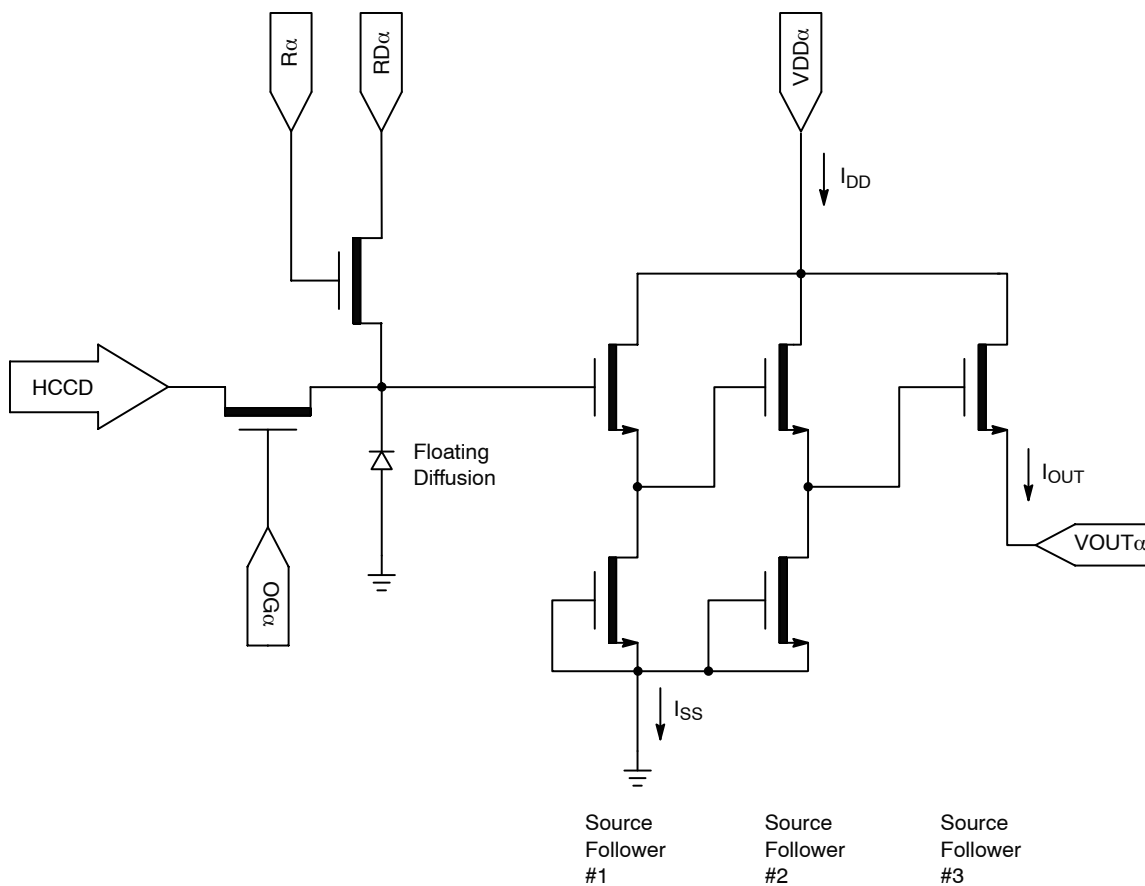 Rα
RDα
VDDα
IDD
HCCD
Floating
Diffusion
IOUT
VOUTα
OGα
ISS
Source
Follower
#1
Source
Follower
#2
Source
Follower
#3